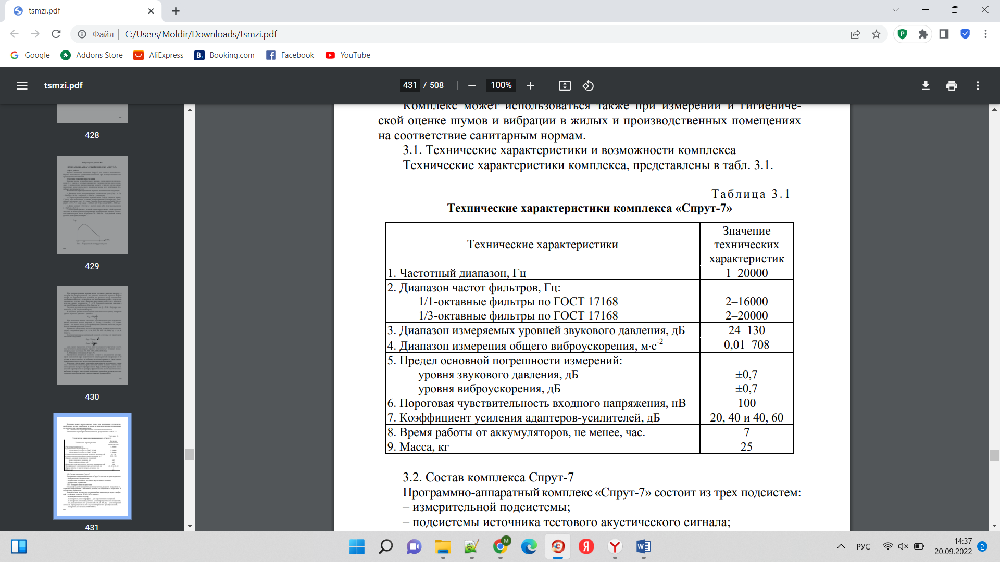 tsmzi.pdf
Файл
C:/Users/Moldir/Downloads/tsmzi.pdf
Google
Addons Store
AliExpress
Booking.com
Facebook
YouTube
tsmzi.pdf
431 / 508
100%
428
429
430
431
Комплекс может использоваться также при измерении и гигиениче-
ской оценке шумов и вибрации в жилых и производственных помещениях
на соответствие санитарным нормам.
3.1. Технические характеристики и возможности комплекса
Технические характеристики комплекса, представлены в табл. 3.1.
Таблица 3.1
Технические характеристики комплекса «Спрут-7»
Технические характеристики
Значение
технических
характеристик
1. Частотный диапазон, Гц 1–20000
2. Диапазон частот фильтров, Гц:
1/1-октавные фильтры по ГОСТ 17168 2–16000
1/3-октавные фильтры по ГОСТ 17168 2–20000
3. Диапазон измеряемых уровней звукового давления, дБ 24–130
4. Диапазон измерения общего виброускорения, м·с-2 0,01–708
5. Предел основной погрешности измерений:
уровня звукового давления, дБ ±0,7
уровня виброускорения, дБ ±0,7
6. Пороговая чувствительность входного напряжения, нВ 100
7. Коэффициент усиления адаптеров-усилителей, дБ 20, 40 и 40, 60
8. Время работы от аккумуляторов, не менее, час. 7
9. Масса, кг 25
3.2. Состав комплекса Спрут-7
Программно-аппаратный комплекс «Спрут-7» состоит из трех подсистем:
– измерительной подсистемы;
– подсистемы источника тестового акустического сигнала;
РУС
14:37
20.09.2022
2